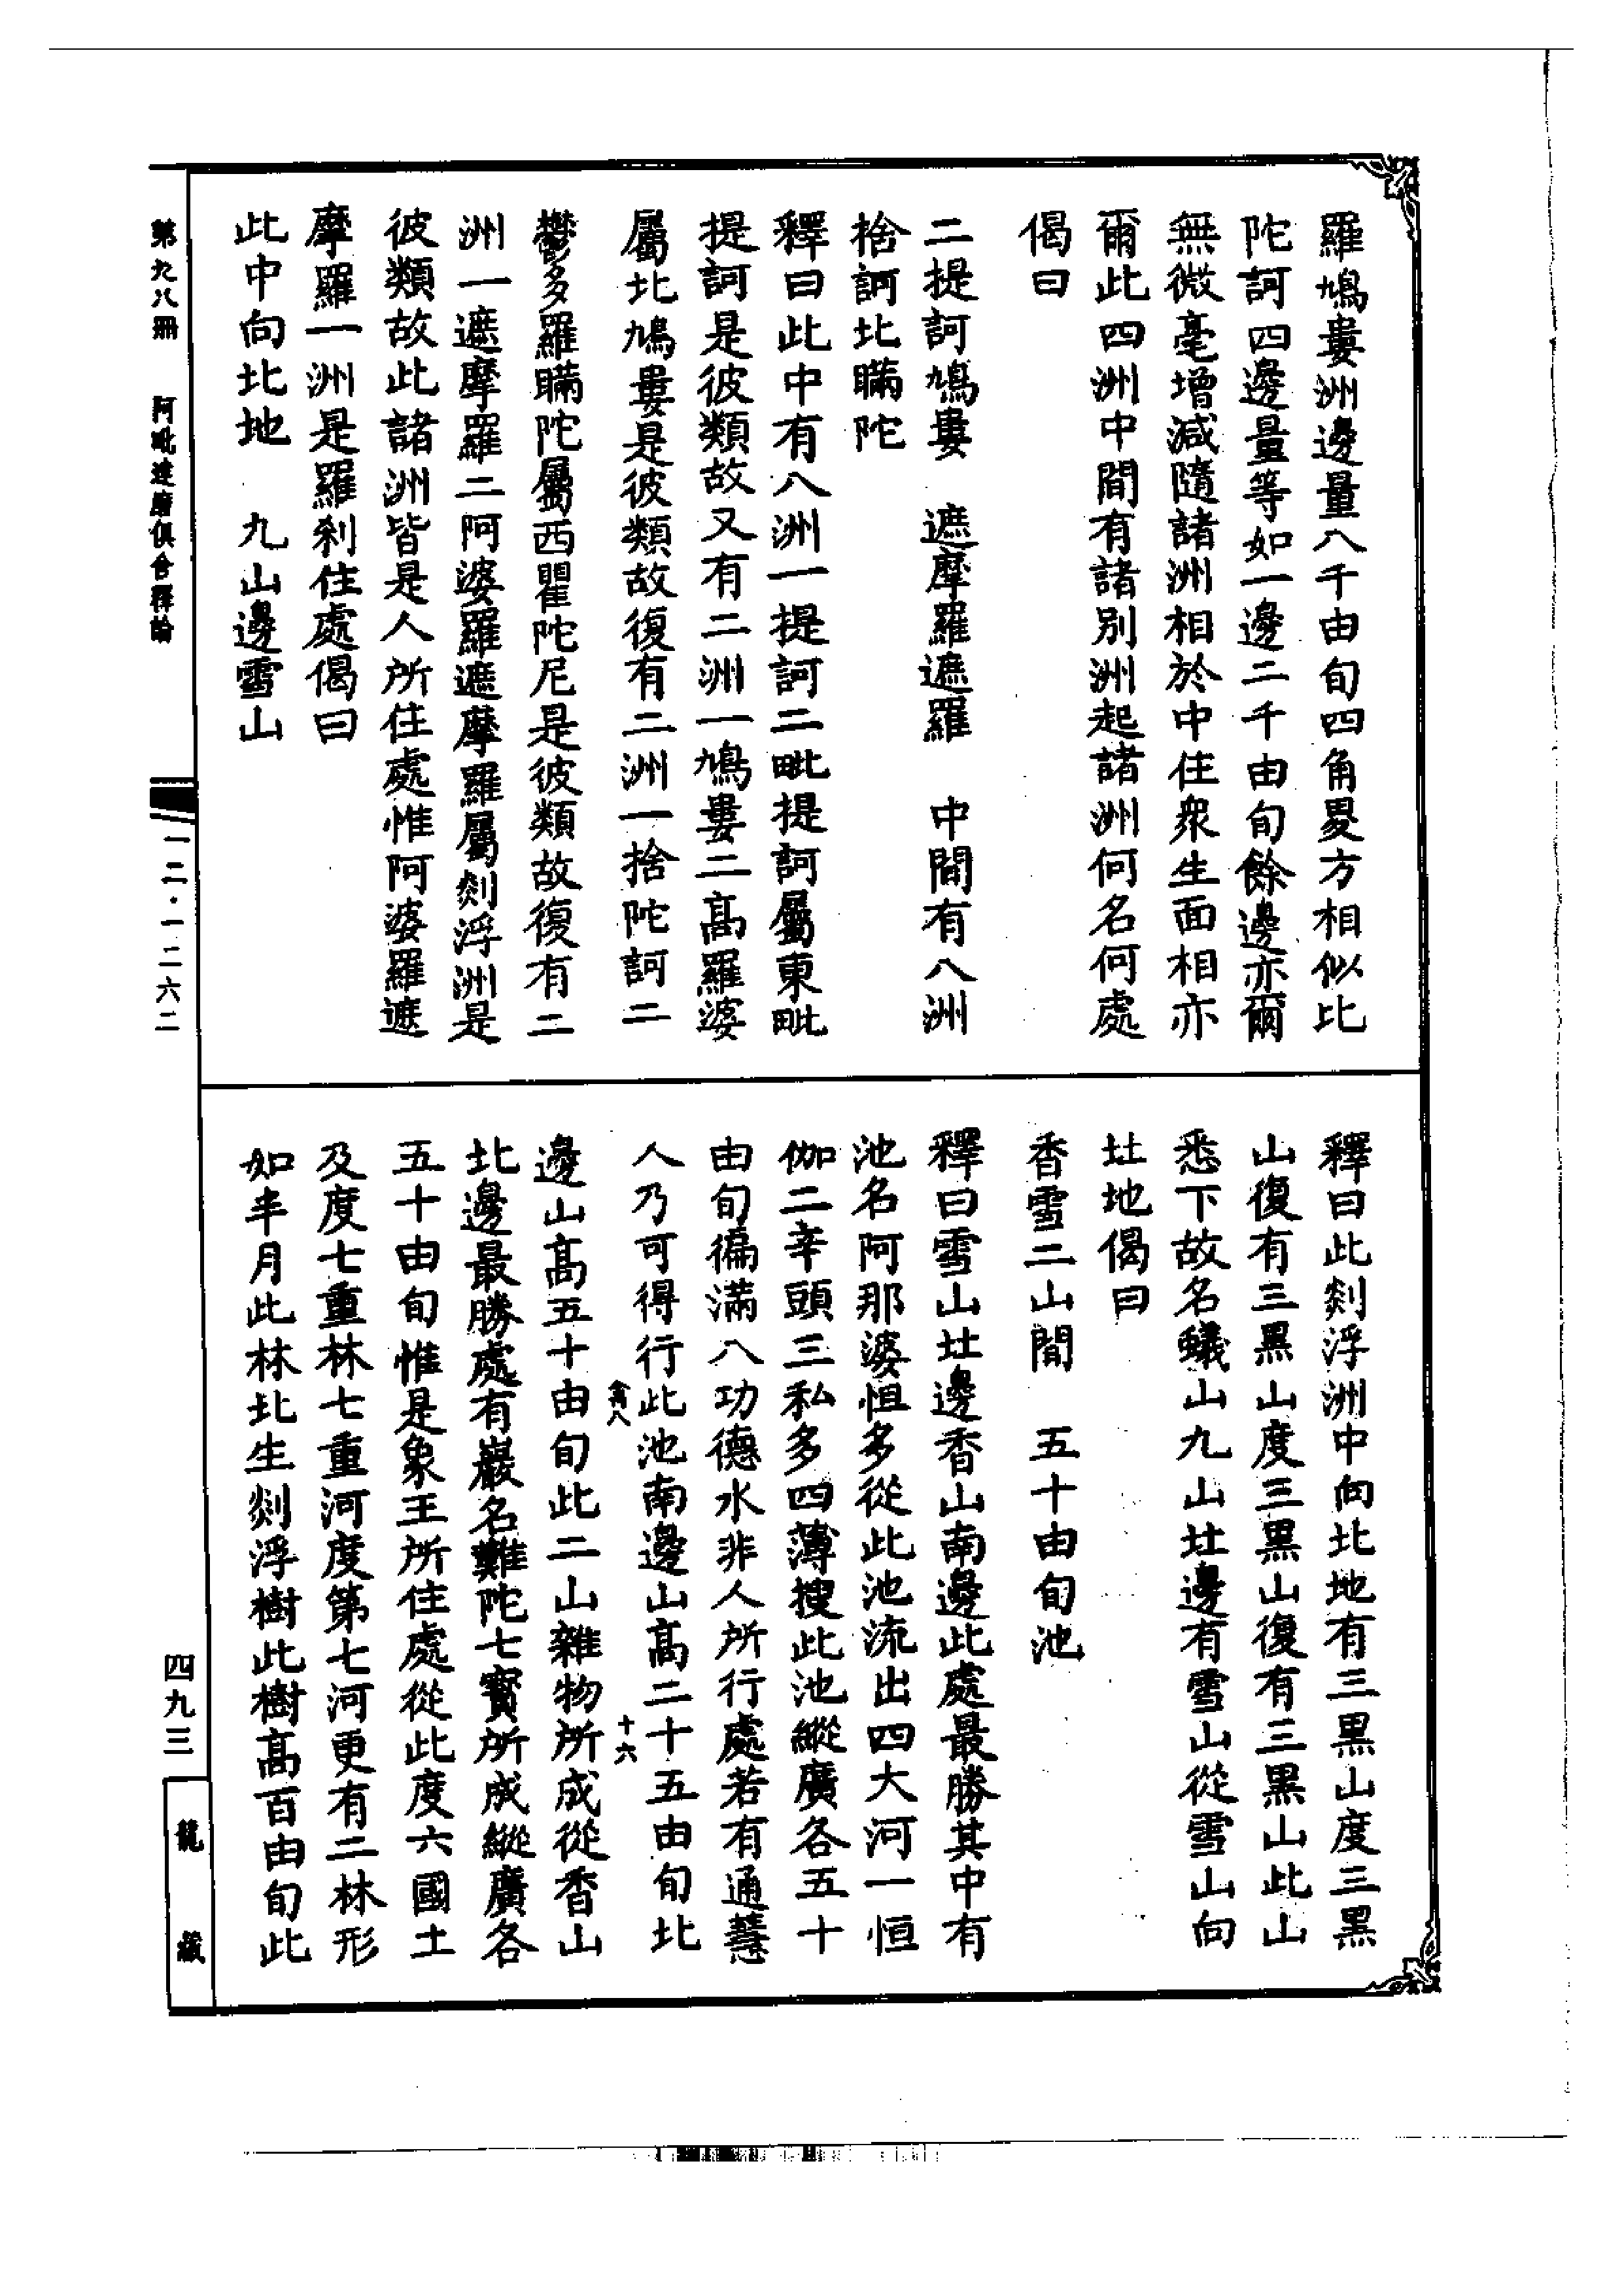 羅鳩婁洲邊量八千由旬四角畟方相似比
陀訶四邊量等如一邊二千由旬餘邊亦爾
無微毫增減隨諸洲相於中住衆生面相亦
爾此四洲中間有諸別洲起諸洲何名何處
偈曰
二提訶鳩婁　遮摩羅遮羅　中間有八洲
捨訶北瞞陀
釋曰此中有八洲一提訶二毗提訶屬東毗
提訶是彼類故又有二洲一鳩婁二高羅婆
屬北鳩婁是彼類故復有二洲一捨陀訶二
鬱多羅瞞陀屬西瞿陀尼是彼類故復有二
洲一遮摩羅二阿婆羅遮摩羅屬剡浮洲是
彼類故此諸洲皆是人所住處惟阿婆羅遮
摩羅一洲是羅剎住處偈曰
此中向北地　九山邊雪山
釋曰此剡浮洲中向北地有三黑山度三黑
山復有三黑山度三黑山復有三黑山此山
悉下故名蟻山九山北邊有雪山從雪山向
北地偈曰
香雪二山間　五十由旬池
釋曰雪山北邊香山南邊此處最勝其中有
池名阿那婆怛多從此池流出四大河一恒
伽二辛頭三私多四薄搜此池縱廣各五十
由旬徧滿八功德水非人所行處若有通慧
人乃可得行此池南邊山高二十五由旬北
禽八　十六
邊山高五十由旬此二山雜物所成從香山
北邊最勝處有巖名難陀七寶所成縱廣各
五十由旬惟是象王所住處從此度六國土
及度七重林七重河度第七河更有二林形
如半月此林北生剡浮樹此樹高百由旬此
第九八冊　阿毗達磨俱舍釋論
一二·一二六二
四九三
龍藏